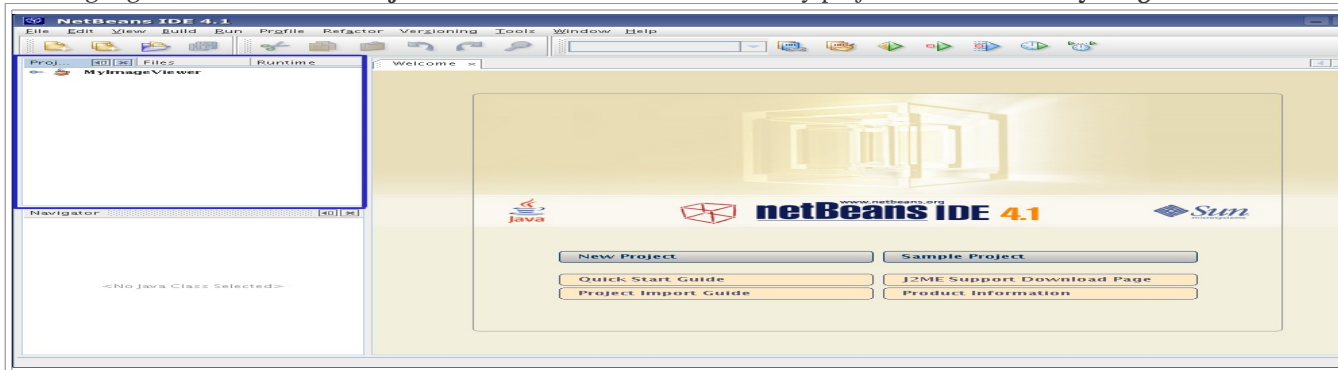 NetBeans IDE 4.1
File Edit View Build Run Profile Refactor Versioning Tools Window Help
Proj... Files Runtime
Welcome
MyImageViewer
Navigator
<No Java Class Selected>
Java
www.netbeans.org
netBeans IDE 4.1
Sun
microsystems
New Project
Sample Project
Quick Start Guide
J2ME Support Download Page
Project Import Guide
Product Information